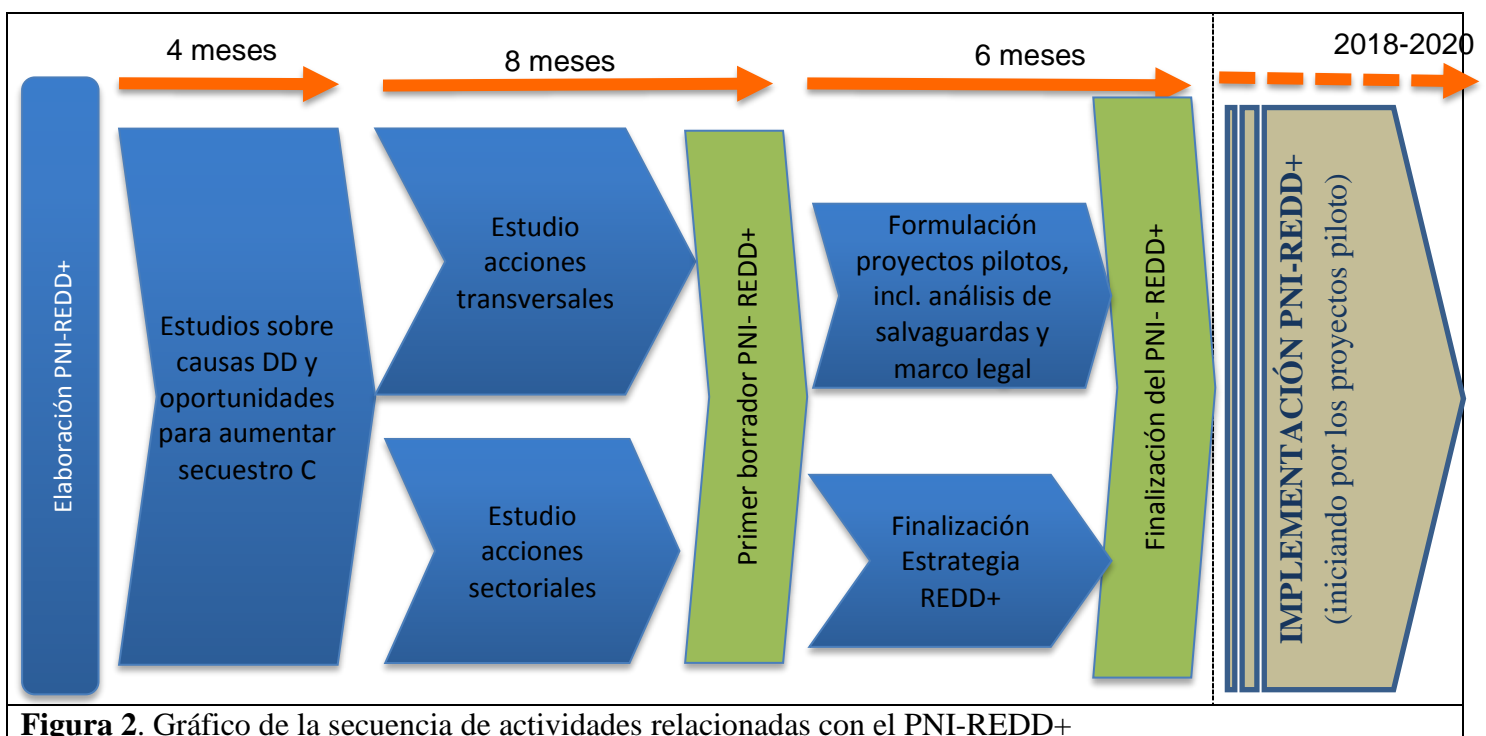 4 meses
8 meses
6 meses
2018-2020
Elaboración PNI-REDD+
Estudios sobre
causas DD y
oportunidades
para aumentar
secuestro C
Estudio
acciones
transversales
Estudio
acciones
sectoriales
Primer borrador PNI- REDD+
Formulación
proyectos pilotos,
incl. análisis de
salvaguardas y
marco legal
Finalización
Estrategia
REDD+
Finalización del PNI- REDD+
IMPLEMENTACIÓN PNI-REDD+
(iniciando por los proyectos piloto)
Figura 2. Gráfico de la secuencia de actividades relacionadas con el PNI-REDD+